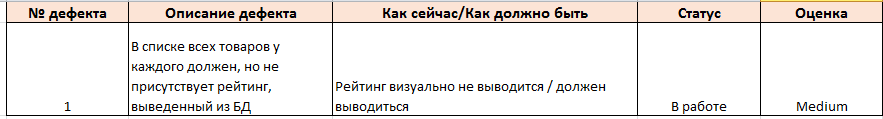 № дефекта Описание дефекта Как сейчас/Как должно быть Статус Оценка
В списке всех товаров у
каждого должен, но не
присутствует рейтинг,
выведенный из БД
1
Рейтинг визуально не выводится / должен
выводиться
В работе
Medium